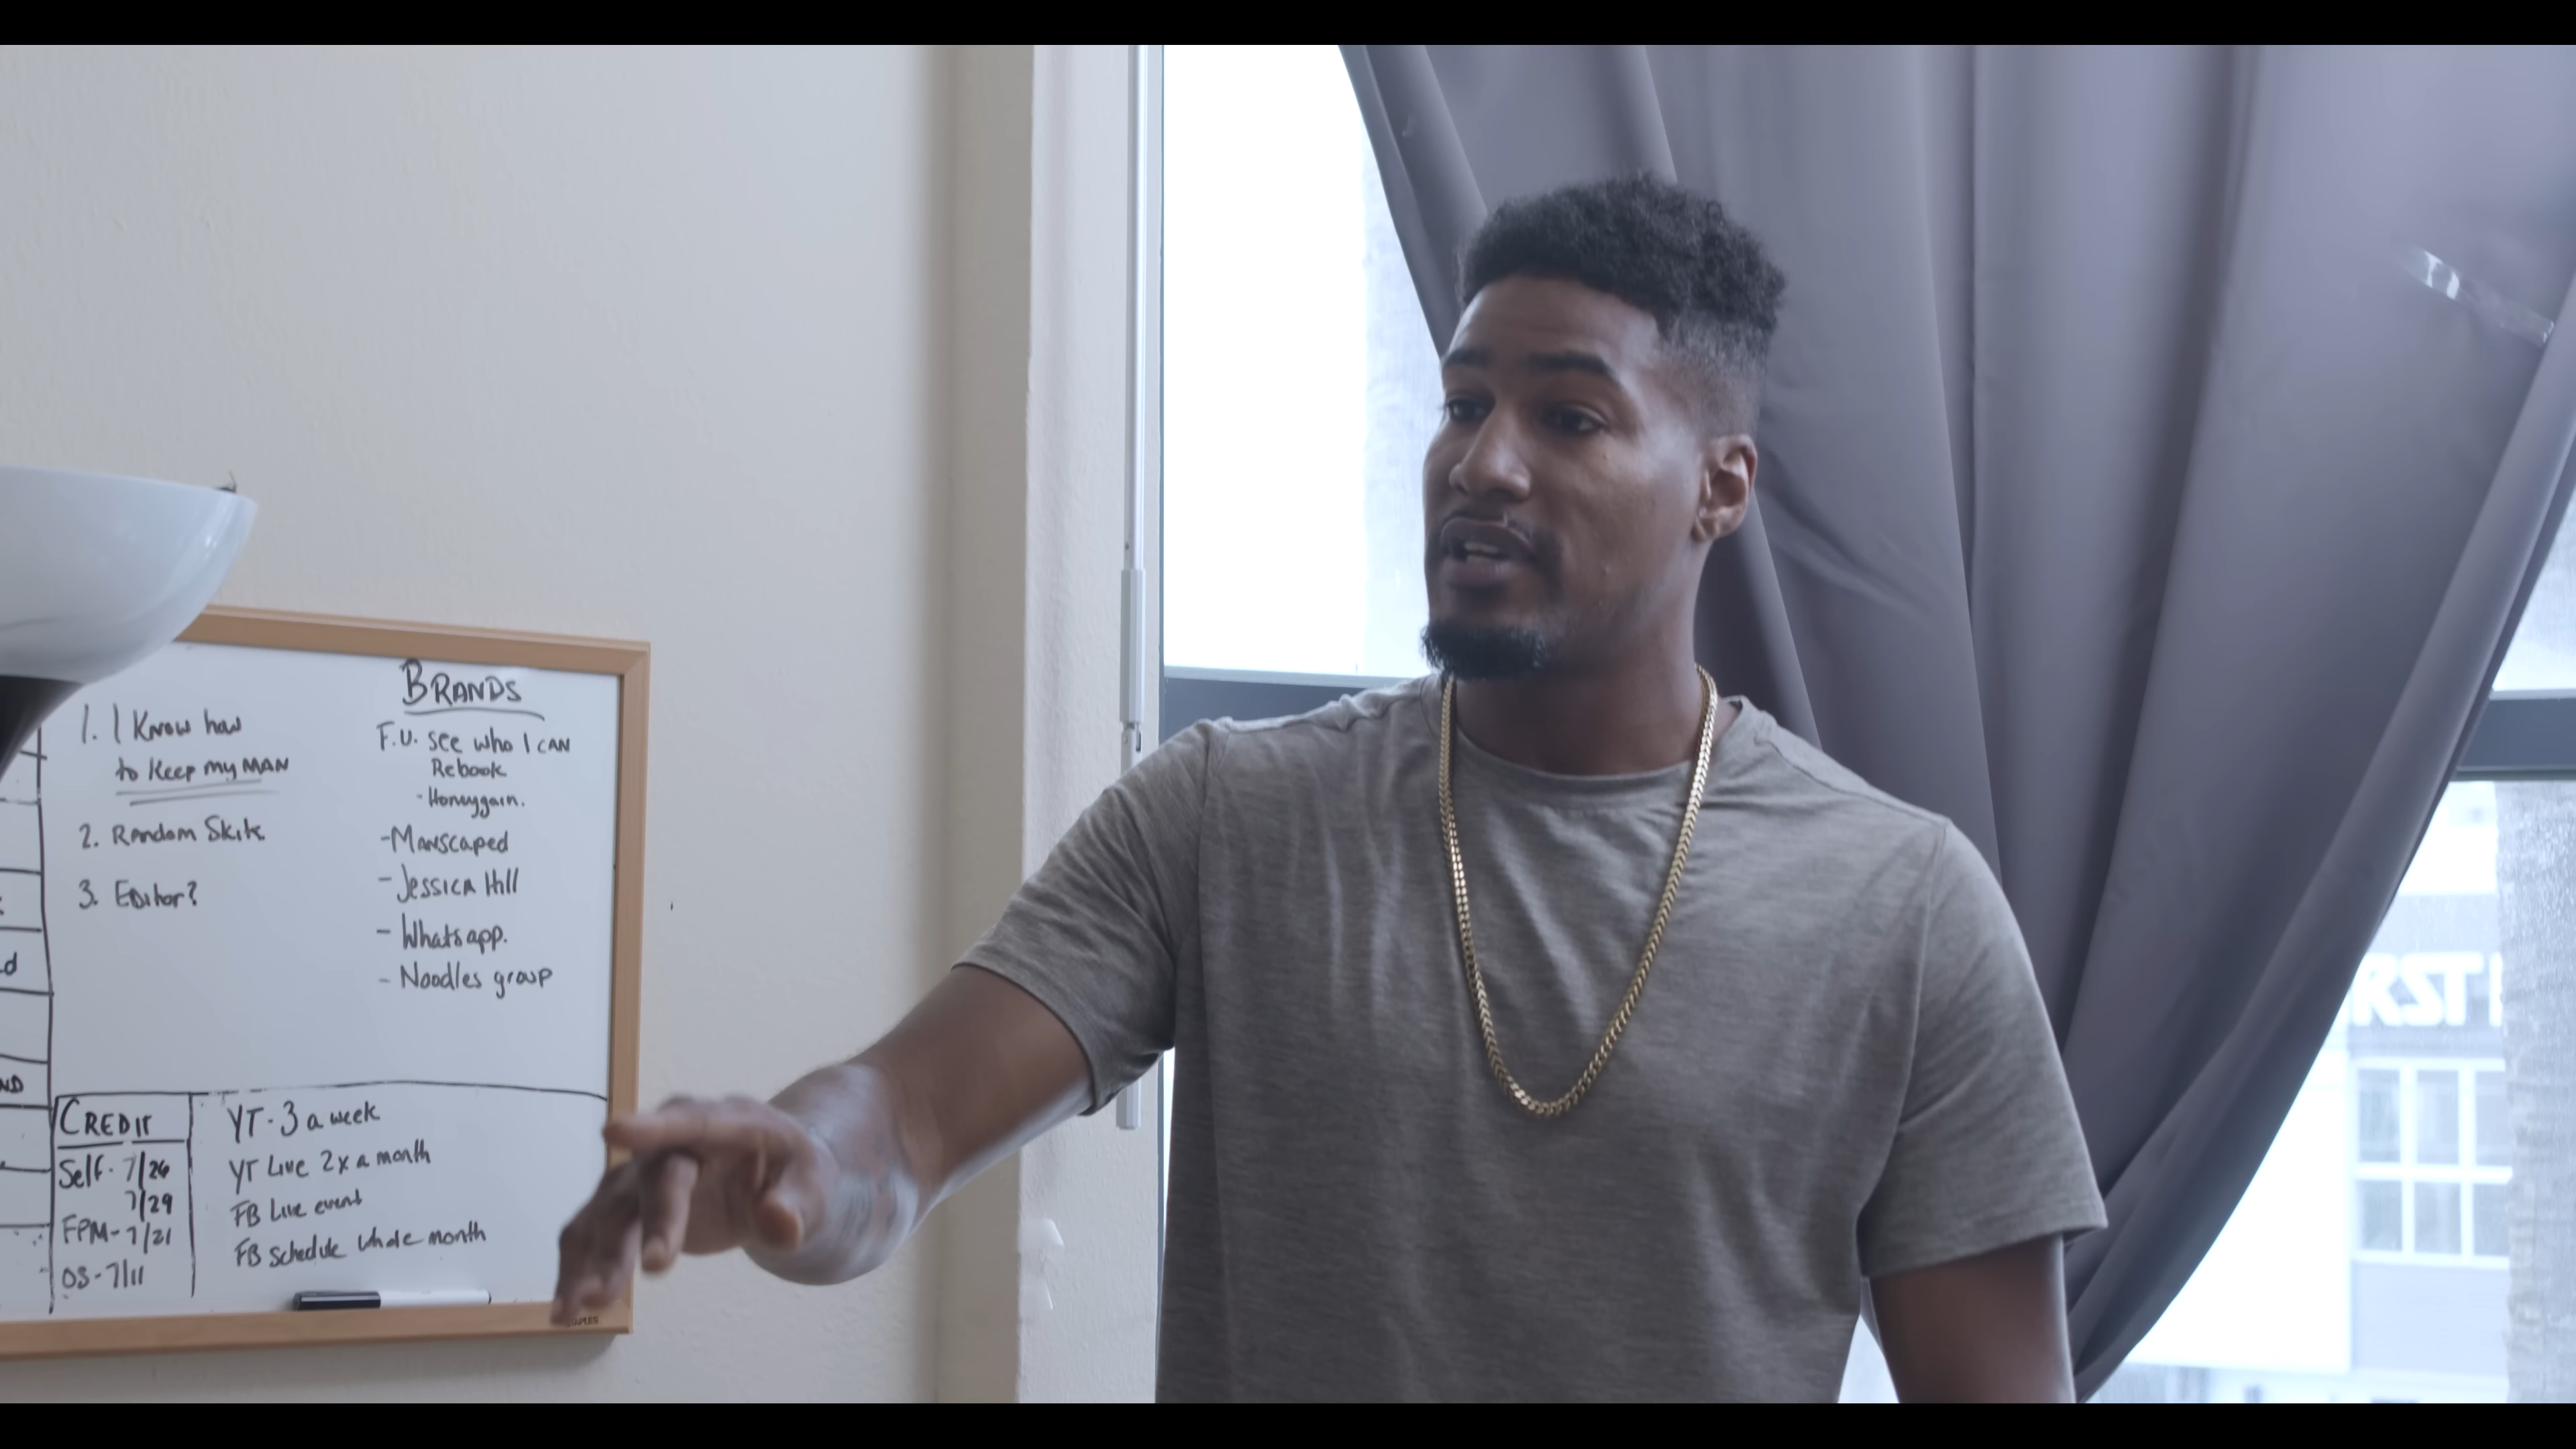 1. I Know how
to Keep my MAN
2. Random Skits
3. Editor?
BRANDS
F.U. see who I CAN
Rebook
- Honeygain.
- Manscaped
- Jessica Hill
- Whatsapp.
- Noodles group
CREDIT
Self - 7/26
7/29
FPM - 7/21
OS - 7/11
YT - 3 a week
YT Live 2x a month
FB Live event
FB Schedule whole month
RST